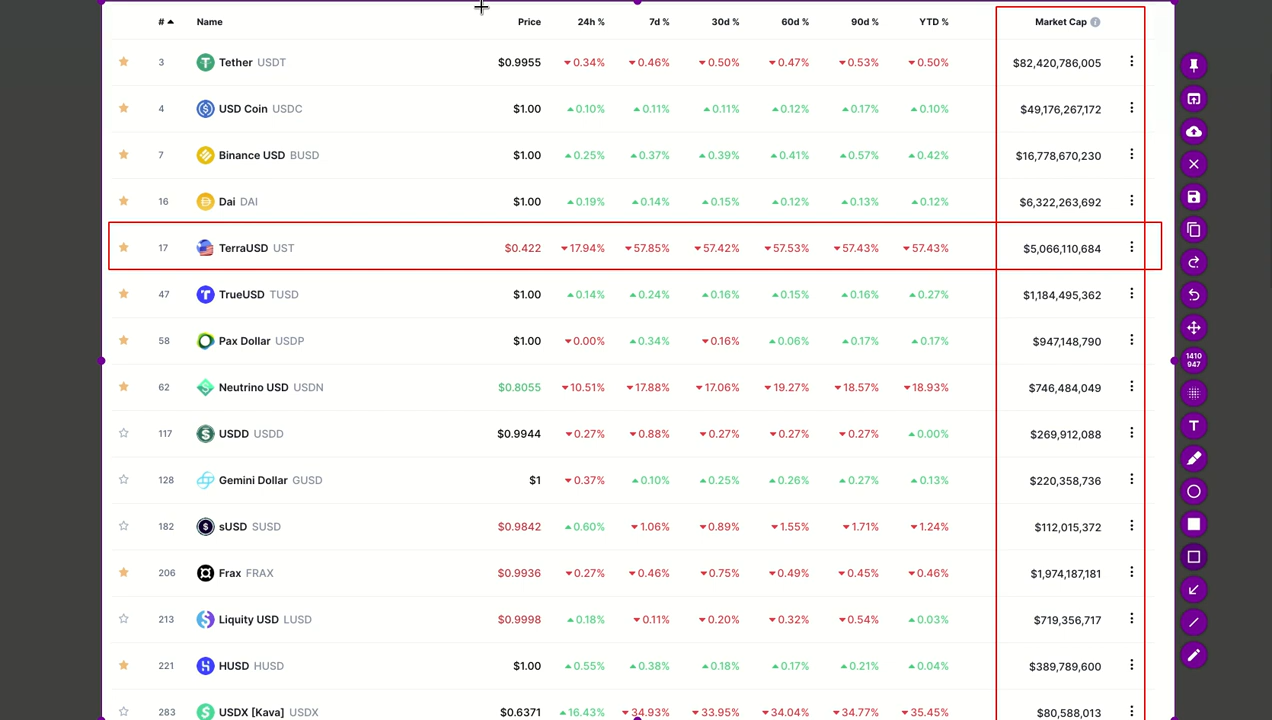 # Name Price 24h % 7d % 30d % 60d % 90d % YTD % Market Cap
3 Tether USDT $0.9955 0.34% 0.46% 0.50% 0.47% 0.53% 0.50% $82,420,786,005
4 USD Coin USDC $1.00 0.10% 0.11% 0.11% 0.12% 0.17% 0.10% $49,176,267,172
7 Binance USD BUSD $1.00 0.25% 0.37% 0.39% 0.41% 0.57% 0.42% $16,778,670,230
16 Dai DAI $1.00 0.19% 0.14% 0.15% 0.12% 0.13% 0.12% $6,322,263,692
17 TerraUSD UST $0.422 17.94% 57.85% 57.42% 57.53% 57.43% 57.43% $5,066,110,684
47 TrueUSD TUSD $1.00 0.14% 0.24% 0.16% 0.15% 0.16% 0.27% $1,184,495,362
58 Pax Dollar USDP $1.00 0.00% 0.34% 0.16% 0.06% 0.17% 0.17% $947,148,790
62 Neutrino USD USDN $0.8055 10.51% 17.88% 17.06% 19.27% 18.57% 18.93% $746,484,049
117 USDD USDD $0.9944 0.27% 0.88% 0.27% 0.27% 0.27% 0.00% $269,912,088
128 Gemini Dollar GUSD $1 0.37% 0.10% 0.25% 0.26% 0.27% 0.13% $220,358,736
182 sUSD SUSD $0.9842 0.60% 1.06% 0.89% 1.55% 1.71% 1.24% $112,015,372
206 Frax FRAX $0.9936 0.27% 0.46% 0.75% 0.49% 0.45% 0.46% $1,974,187,181
213 Liquity USD LUSD $0.9998 0.18% 0.11% 0.20% 0.32% 0.54% 0.03% $719,356,717
221 HUSD HUSD $1.00 0.55% 0.38% 0.18% 0.17% 0.21% 0.04% $389,789,600
283 USDX [Kava] USDX $0.6371 16.43% 34.93% 33.95% 34.04% 34.77% 35.45% $80,588,013
1410
947
T